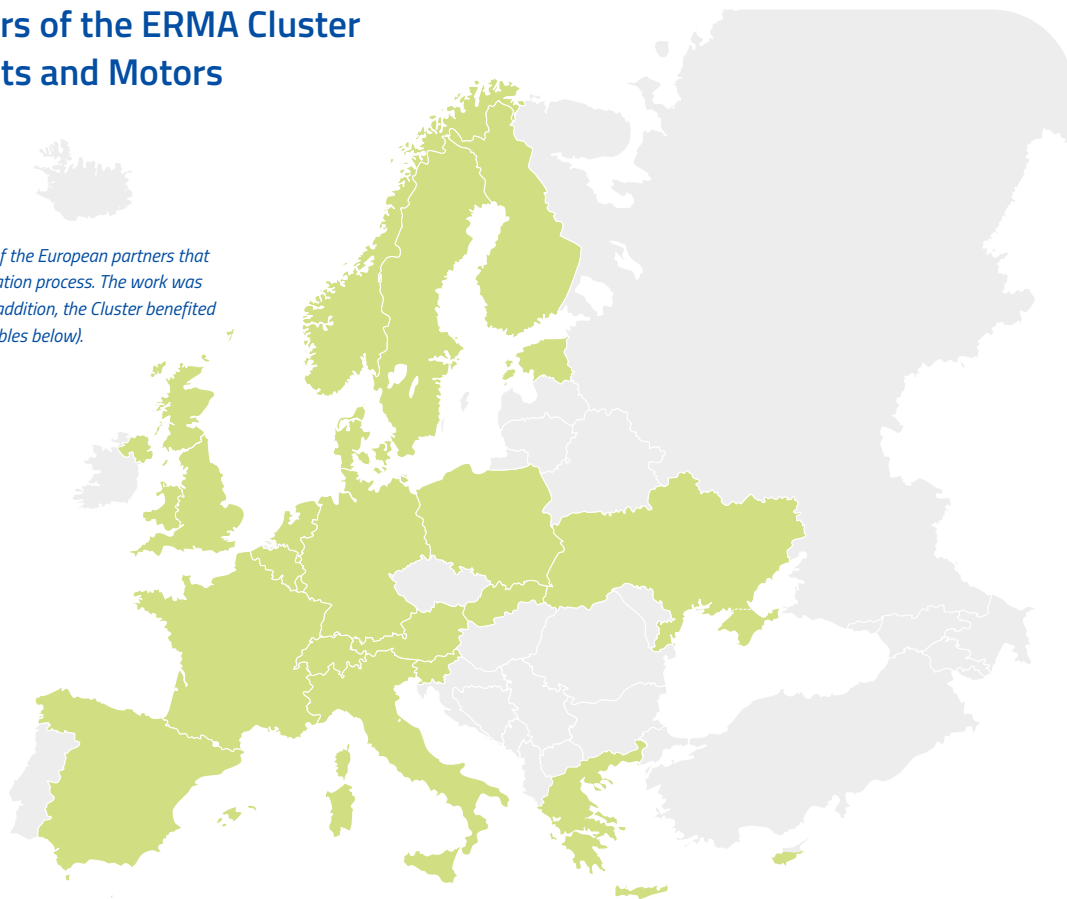 rs of the ERMA Cluster
ts and Motors
f the European partners that
ation process. The work was
addition, the Cluster benefited
bles below).